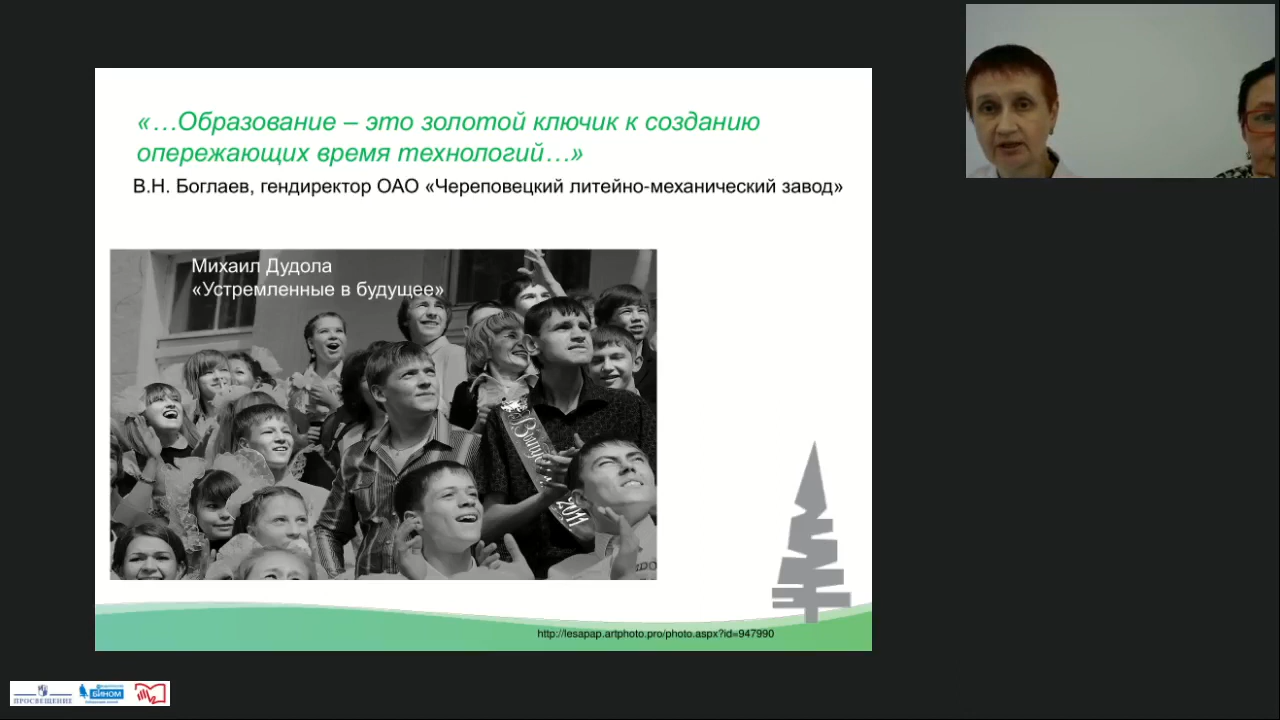 «…Образование – это золотой ключик к созданию
опережающих время технологий…»
В.Н. Боглаев, гендиректор ОАО «Череповецкий литейно-механический завод»
Михаил Дудола
«Устремленные в будущее»
2011
http://lesapap.artphoto.pro/photo.aspx?id=947990
ПРОСВЕЩЕНИЕ
БИНОМ